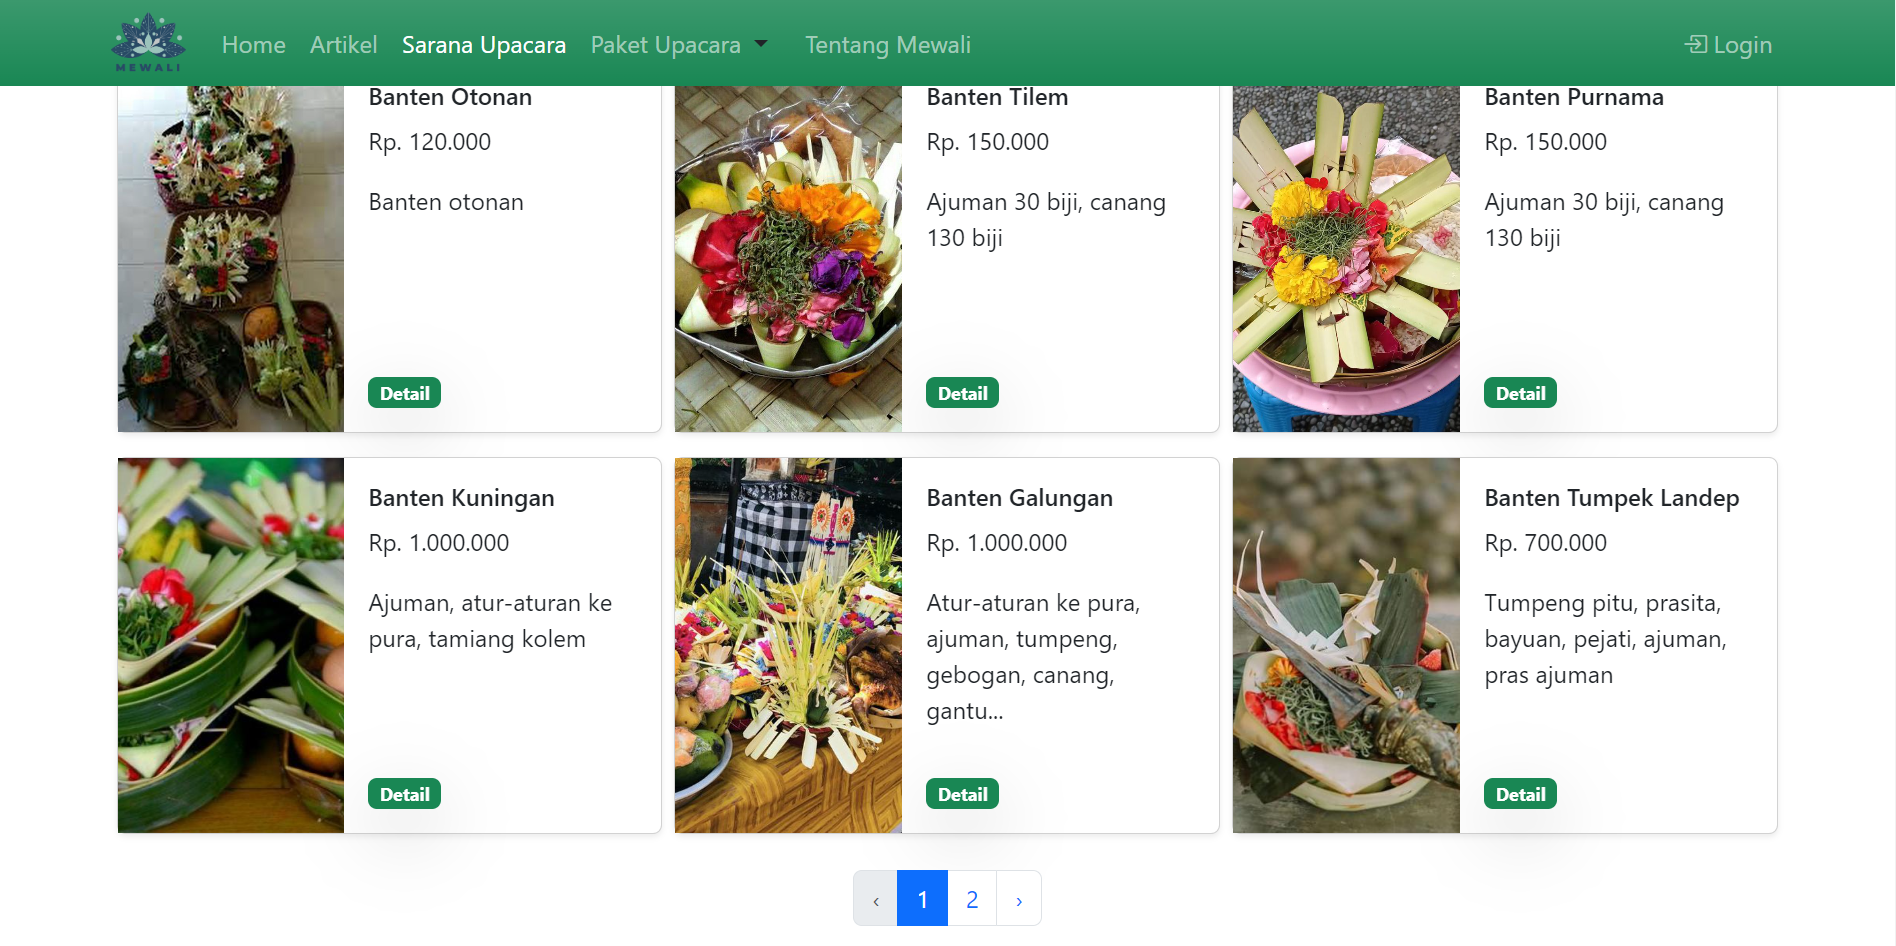 MEWALI
Home
Artikel
Sarana Upacara
Paket Upacara
Tentang Mewali
Login
Banten Otonan
Rp. 120.000
Banten otonan
Detail
Banten Tilem
Rp. 150.000
Ajuman 30 biji, canang
130 biji
Detail
Banten Purnama
Rp. 150.000
Ajuman 30 biji, canang
130 biji
Detail
Banten Kuningan
Rp. 1.000.000
Ajuman, atur-aturan ke
pura, tamiang kolem
Detail
Banten Galungan
Rp. 1.000.000
Atur-aturan ke pura,
ajuman, tumpeng,
gebogan, canang,
gantu...
Detail
Banten Tumpek Landep
Rp. 700.000
Tumpeng pitu, prasita,
bayuan, pejati, ajuman,
pras ajuman
Detail
‹ 1 2 ›